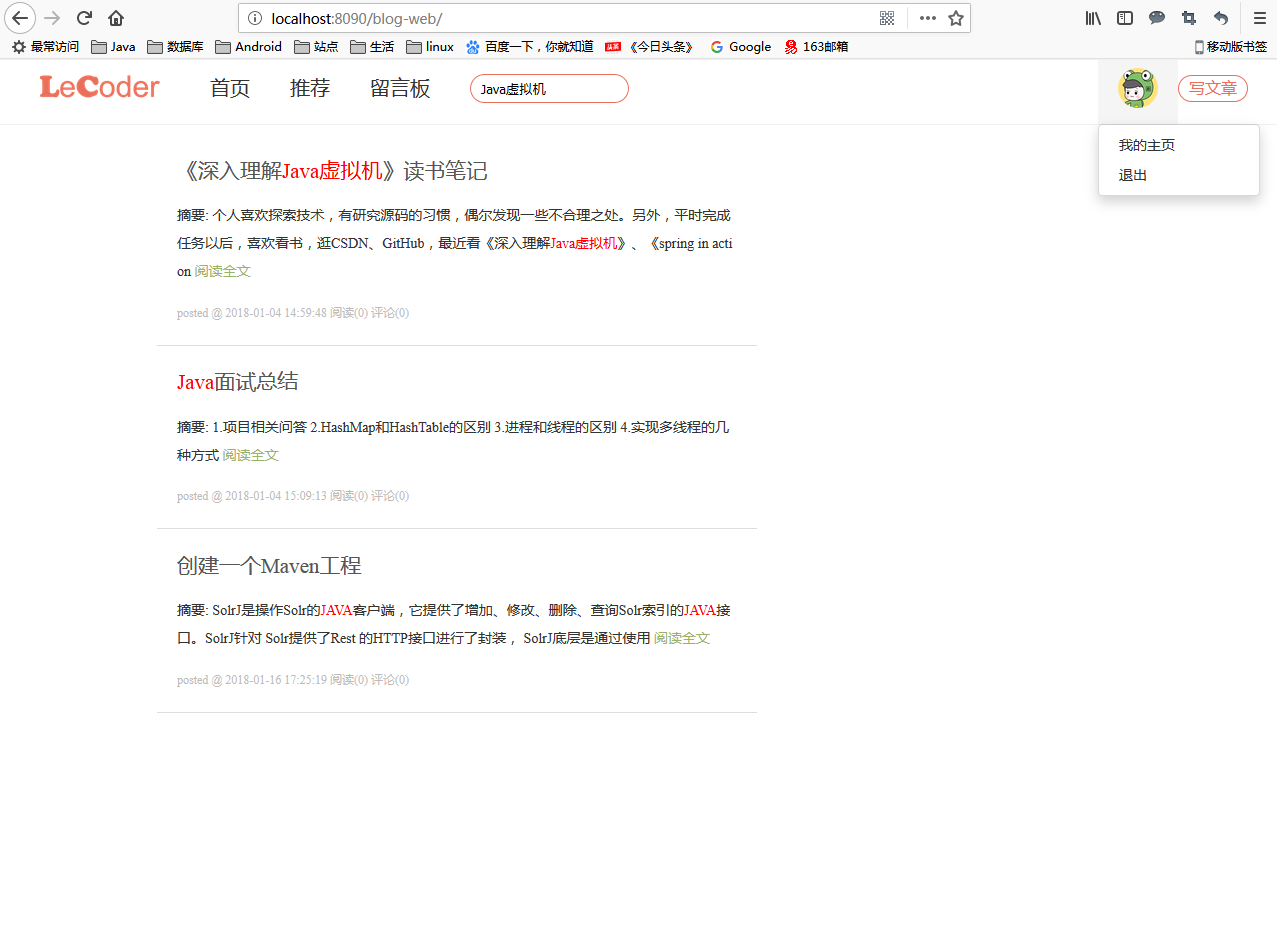 localhost:8090/blog-web/
最常访问 Java 数据库 Android 站点 生活 linux 百度一下，你就知道 头条 《今日头条》 Google 163邮箱 移动版书签
LeCoder 首页 推荐 留言板 Java虚拟机 写文章
我的主页
退出
《深入理解Java虚拟机》读书笔记
摘要: 个人喜欢探索技术，有研究源码的习惯，偶尔发现一些不合理之处。另外，平时完成
任务以后，喜欢看书，逛CSDN、GitHub，最近看《深入理解Java虚拟机》、《spring in acti
on 阅读全文
posted @ 2018-01-04 14:59:48 阅读(0) 评论(0)
Java面试总结
摘要: 1.项目相关问答 2.HashMap和HashTable的区别 3.进程和线程的区别 4.实现多线程的几
种方式 阅读全文
posted @ 2018-01-04 15:09:13 阅读(0) 评论(0)
创建一个Maven工程
摘要: SolrJ是操作Solr的JAVA客户端，它提供了增加、修改、删除、查询Solr索引的JAVA接
口。SolrJ针对 Solr提供了Rest 的HTTP接口进行了封装， SolrJ底层是通过使用 阅读全文
posted @ 2018-01-16 17:25:19 阅读(0) 评论(0)